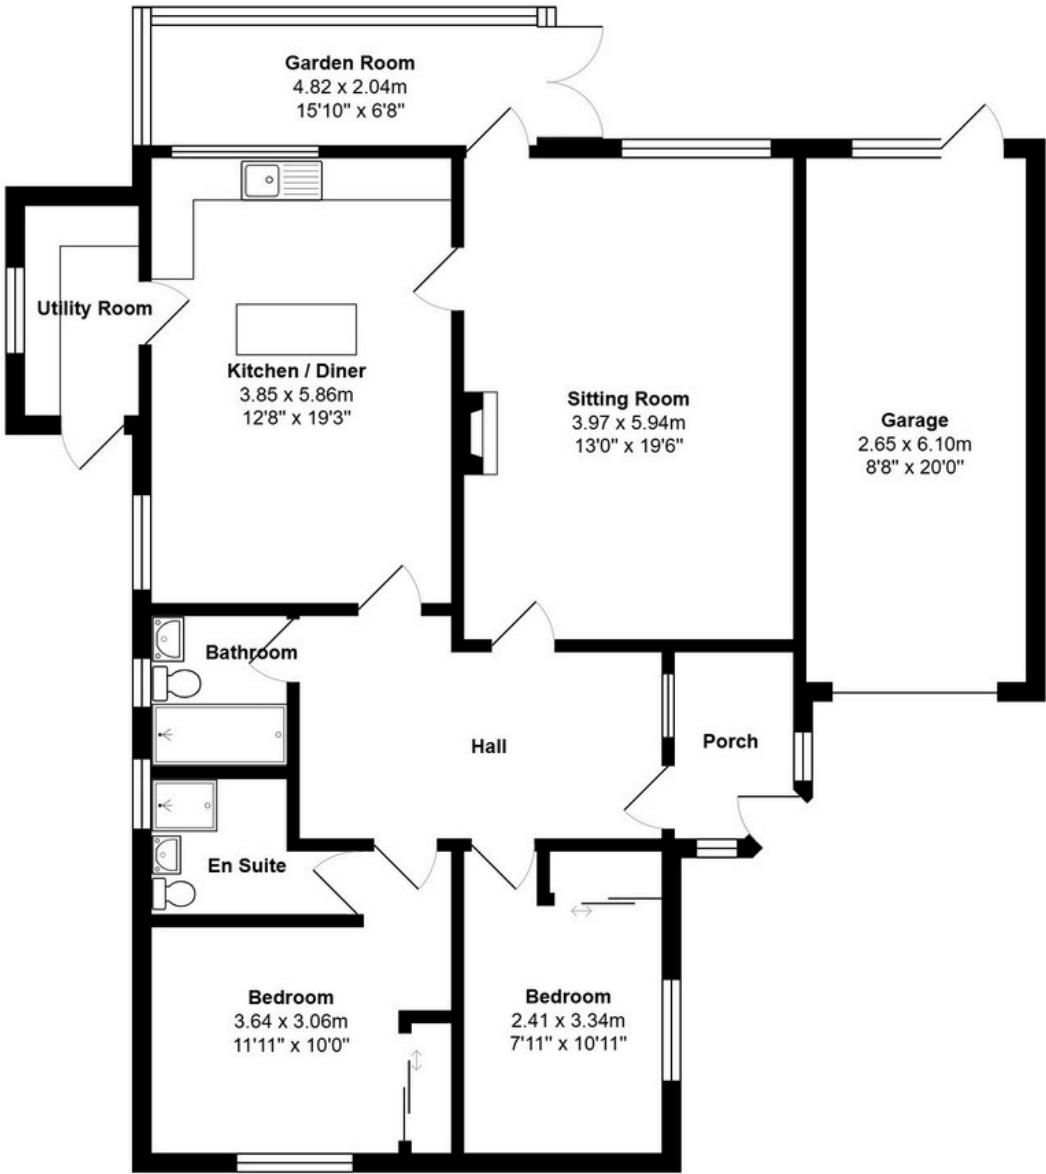 Garden Room
4.82 x 2.04m
15'10" x 6'8"
Utility Room
Kitchen / Diner
3.85 x 5.86m
12'8" x 19'3"
Sitting Room
3.97 x 5.94m
13'0" x 19'6"
Garage
2.65 x 6.10m
8'8" x 20'0"
Bathroom
Hall
Porch
En Suite
Bedroom
3.64 x 3.06m
11'11" x 10'0"
Bedroom
2.41 x 3.34m
7'11" x 10'11"